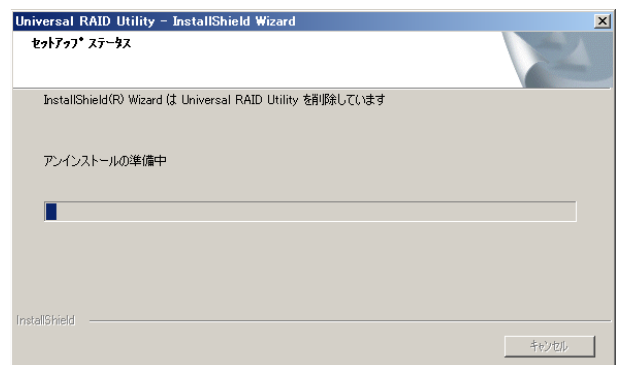 Universal RAID Utility - InstallShield Wizard
セットアップ ステータス
InstallShield(R) Wizard は Universal RAID Utility を削除しています
アンインストールの準備中
InstallShield
キャンセル